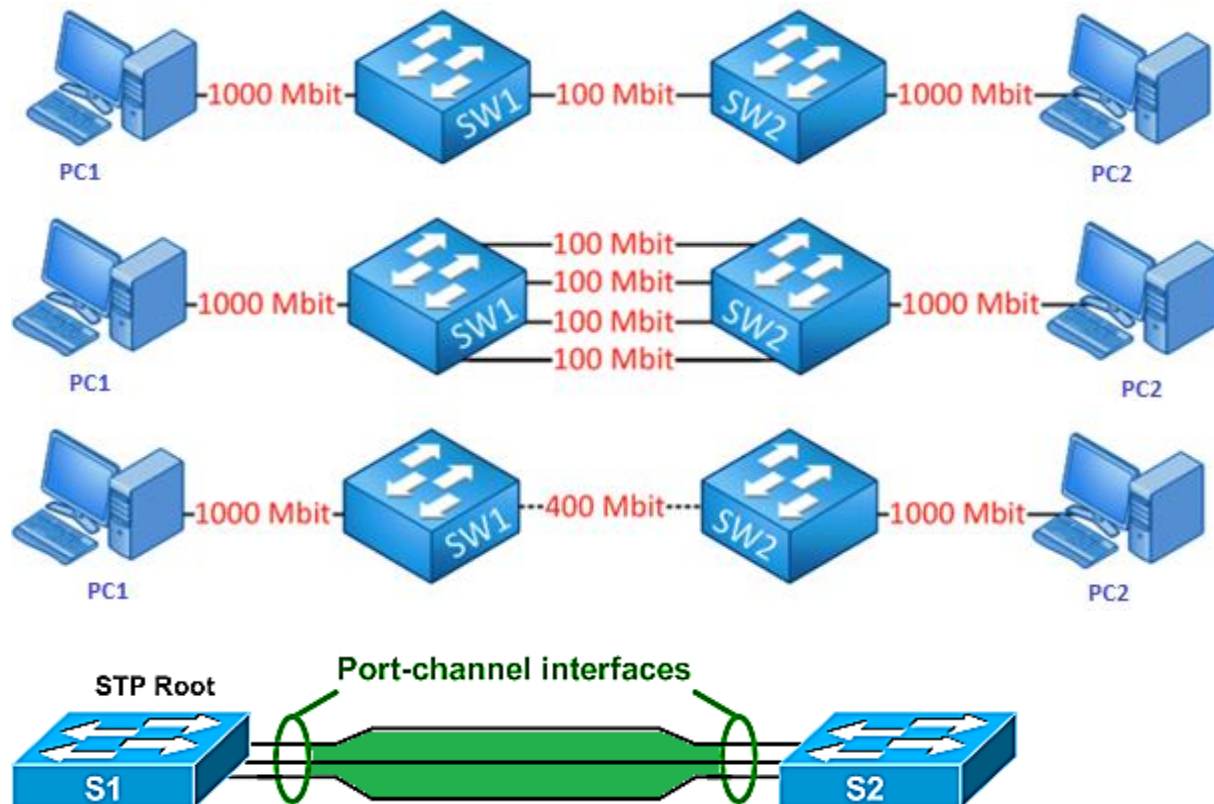 1000 Mbit SW1 100 Mbit SW2 1000 Mbit
PC1 PC2
100 Mbit
100 Mbit
1000 Mbit SW1 SW2 1000 Mbit
100 Mbit
100 Mbit
PC1 PC2
1000 Mbit SW1 400 Mbit SW2 1000 Mbit
PC1 PC2
Port-channel interfaces
STP Root
S1 S2